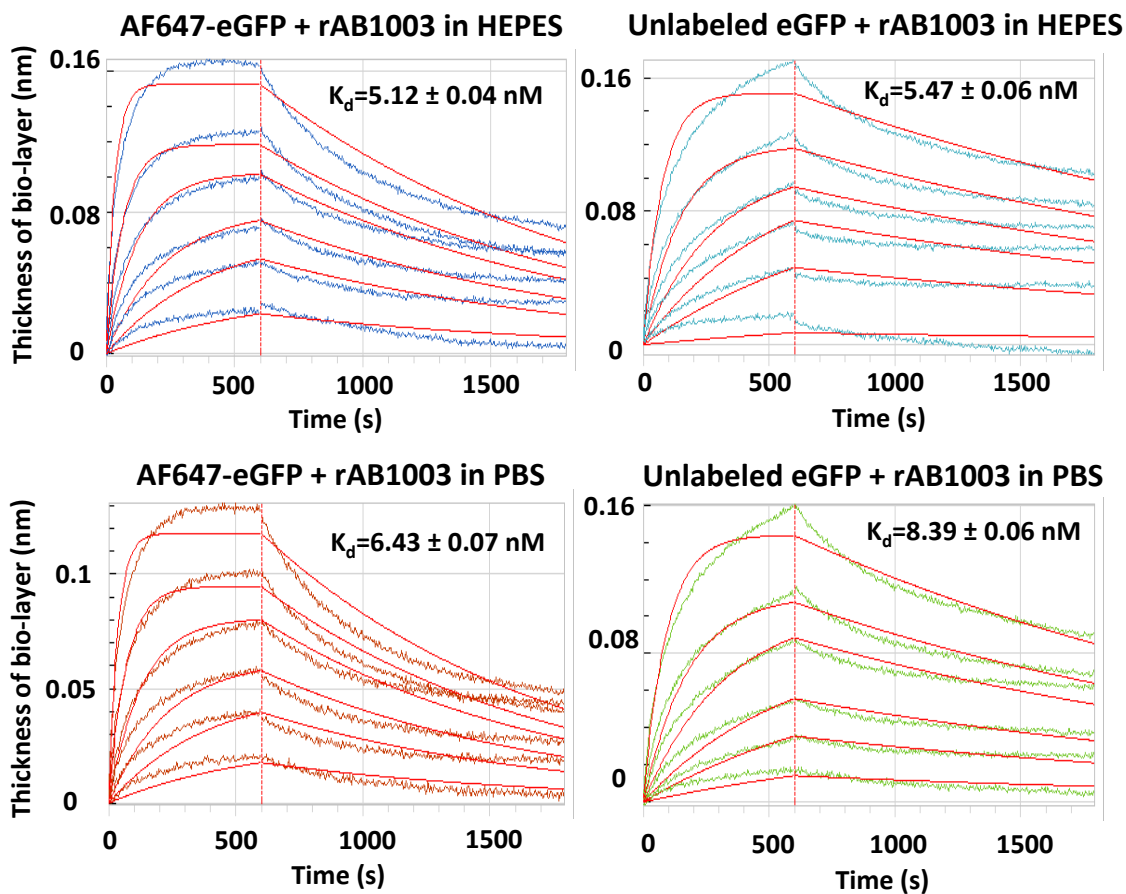 AF647-eGFP + rAB1003 in HEPES
Thickness of bio-layer (nm)
0.16
0.08
0
K_d=5.12 ± 0.04 nM
0 500 1000 1500
Time (s)
Unlabeled eGFP + rAB1003 in HEPES
0.16
0.08
0
K_d=5.47 ± 0.06 nM
0 500 1000 1500
Time (s)
AF647-eGFP + rAB1003 in PBS
Thickness of bio-layer (nm)
0.1
0.05
0
K_d=6.43 ± 0.07 nM
0 500 1000 1500
Time (s)
Unlabeled eGFP + rAB1003 in PBS
0.16
0.08
0
K_d=8.39 ± 0.06 nM
0 500 1000 1500
Time (s)